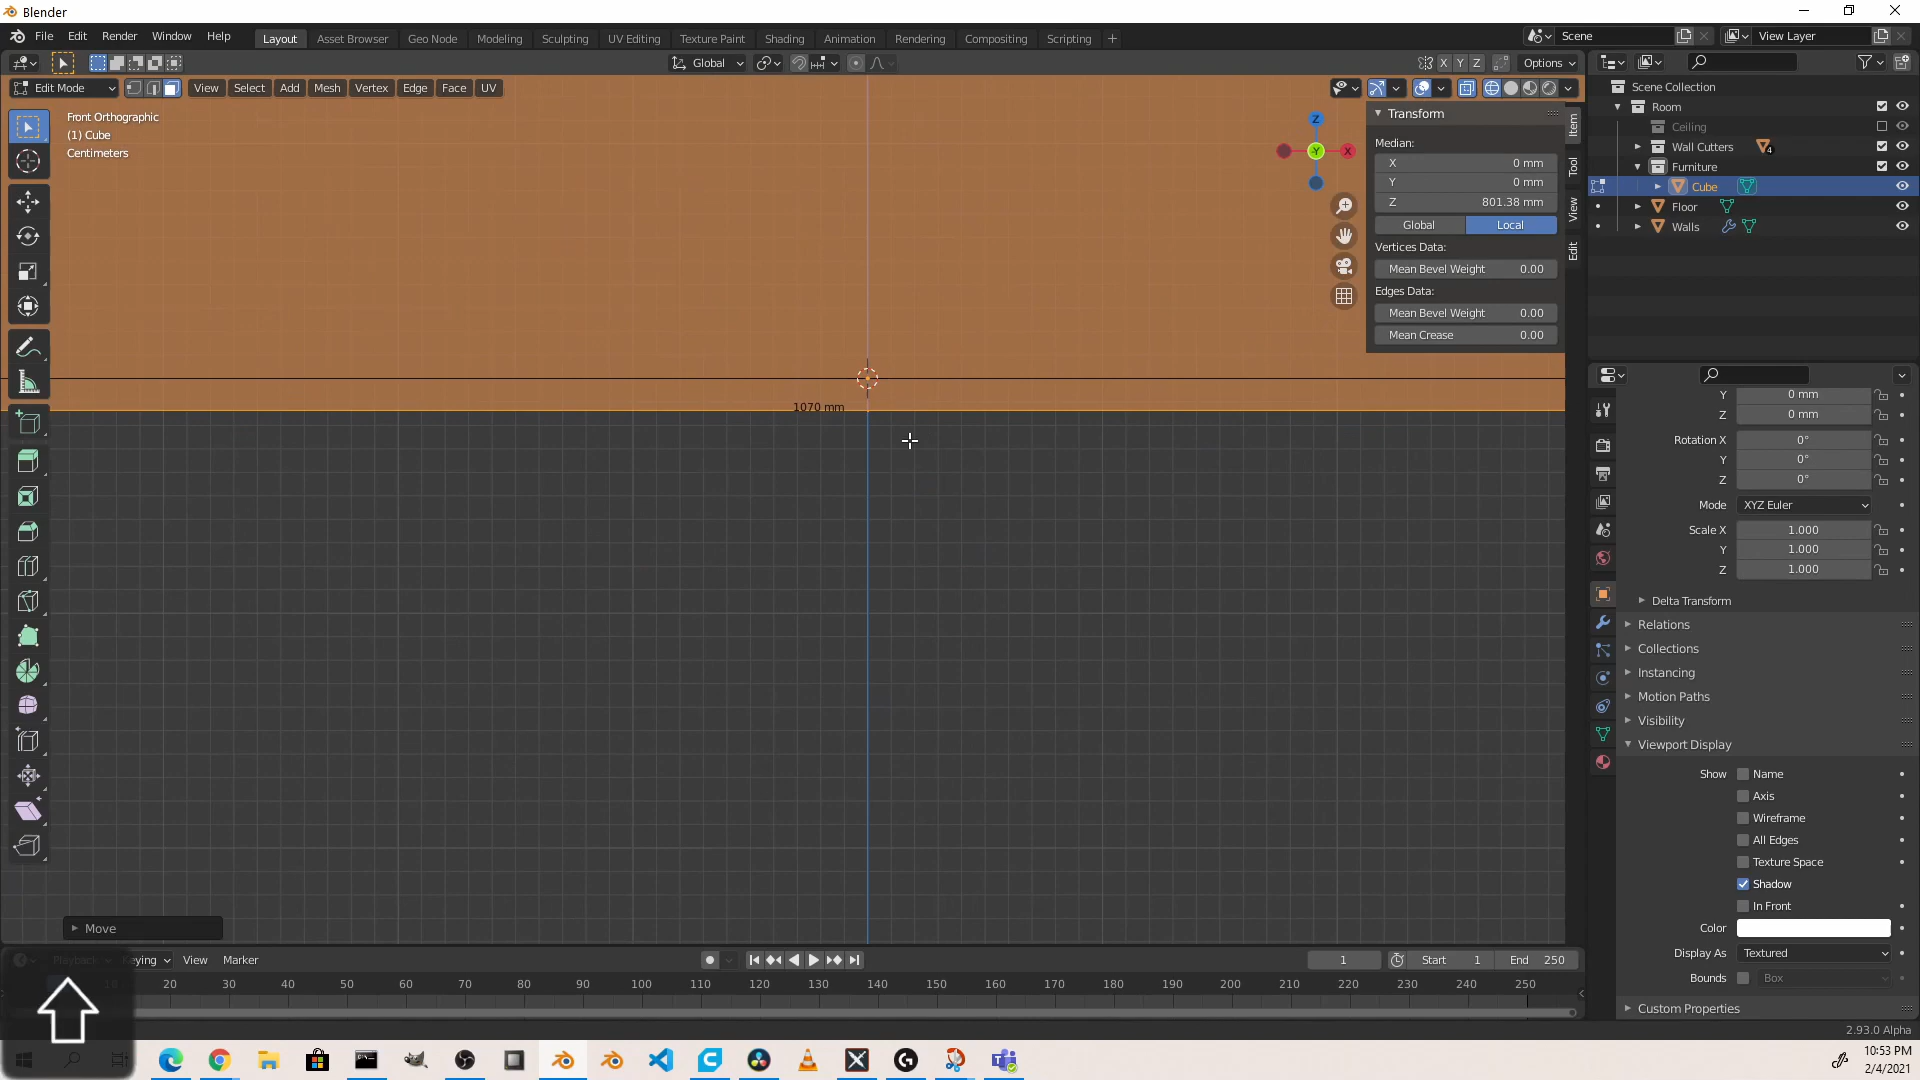 Blender
File Edit Render Window Help
Layout Asset Browser Geo Node Modeling Sculpting UV Editing Texture Paint Shading Animation Rendering Compositing Scripting +
Scene
View Layer
Global
X Y Z
Options
Edit Mode
View Select Add Mesh Vertex Edge Face UV
Front Orthographic
(1) Cube
Centimeters
Z
Y
X
Transform
Median:
X 0 mm
Y 0 mm
Z 801.38 mm
Global Local
Vertices Data:
Mean Bevel Weight 0.00
Edges Data:
Mean Bevel Weight 0.00
Mean Crease 0.00
Item
Tool
View
Edit
Scene Collection
Room
Ceiling
Wall Cutters 4
Furniture
Cube
Floor
Walls
1070 mm
Y 0 mm
Z 0 mm
Rotation X 0°
Y 0°
Z 0°
Mode XYZ Euler
Scale X 1.000
Y 1.000
Z 1.000
Delta Transform
Relations
Collections
Instancing
Motion Paths
Visibility
Viewport Display
Show Name
Axis
Wireframe
All Edges
Texture Space
Shadow
In Front
Color
Display As Textured
Bounds Box
Custom Properties
Move
Playback Keying View Marker
1 Start 1 End 250
10 20 30 40 50 60 70 80 90 100 110 120 130 140 150 160 170 180 190 200 210 220 230 240 250
2.93.0 Alpha
10:53 PM
2/4/2021